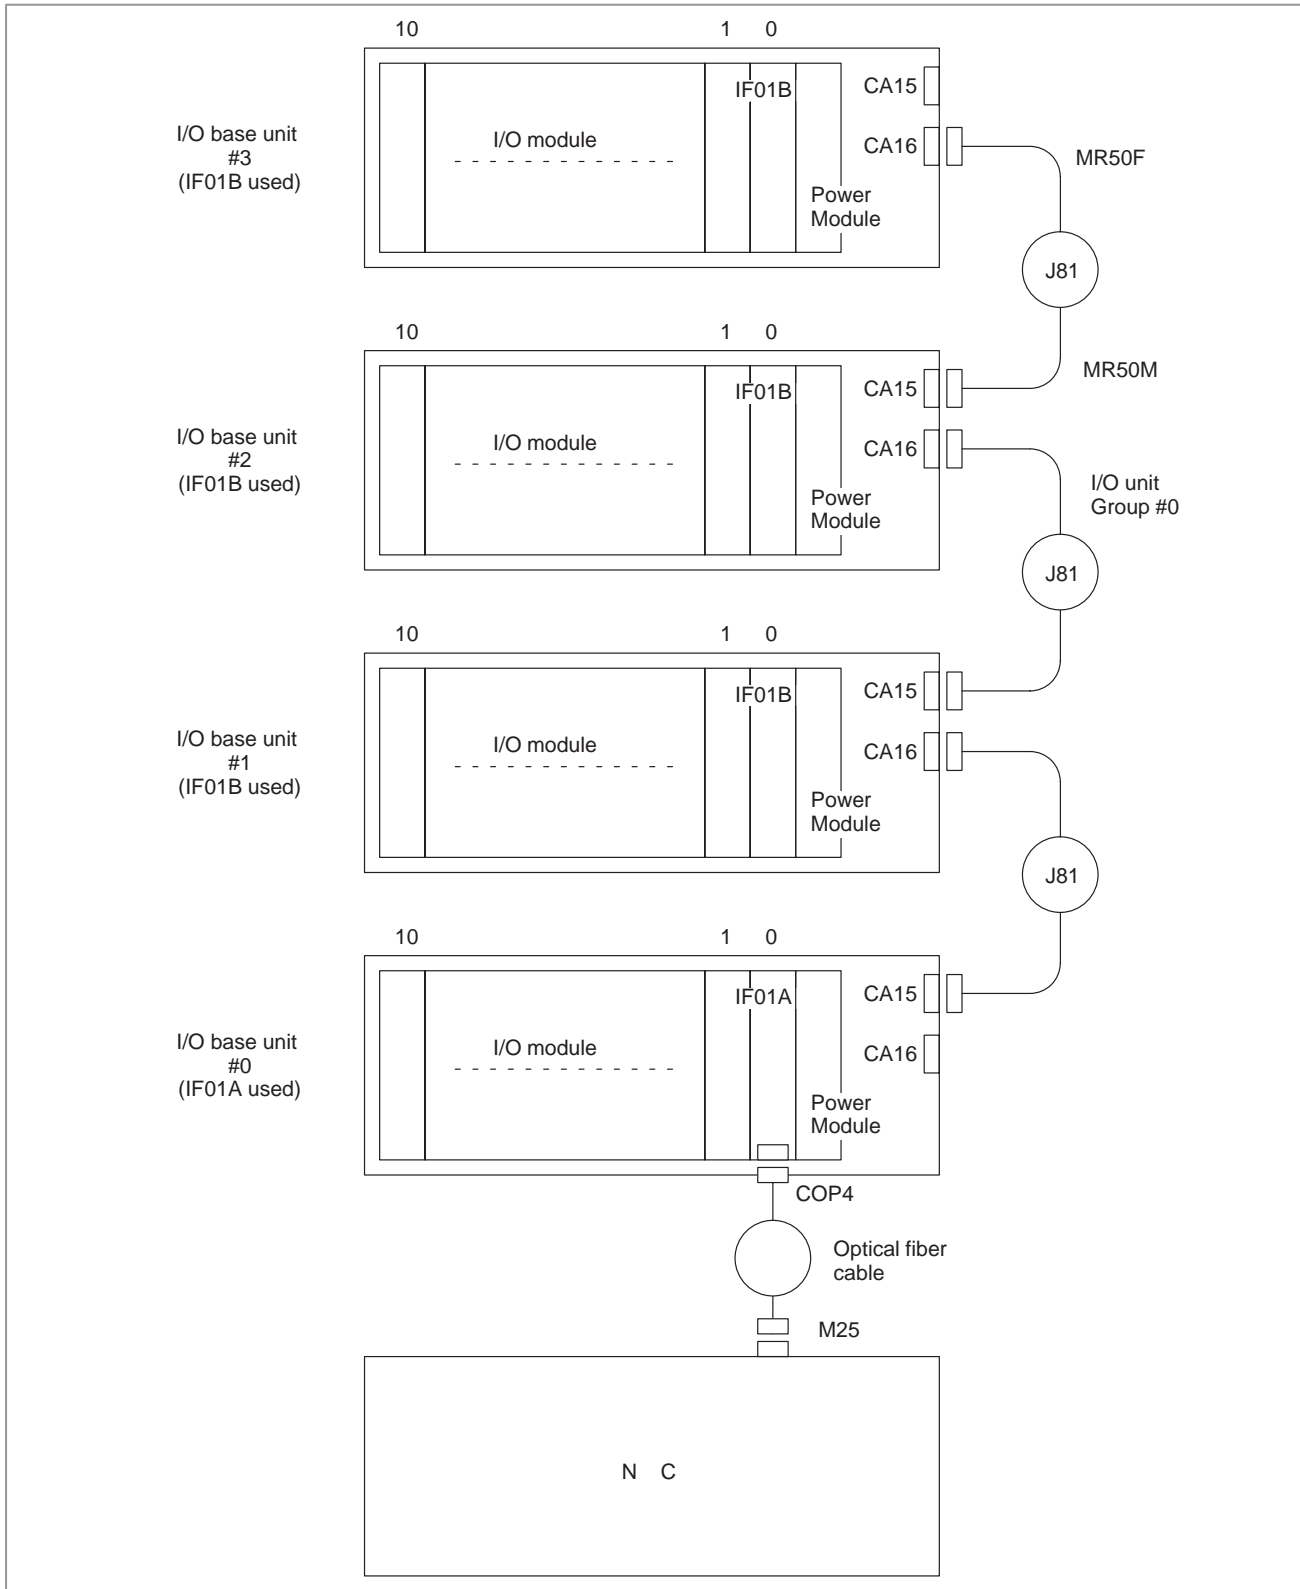 10 1 0
IF01B
CA15
I/O base unit
#3
(IF01B used)
I/O module
CA16
MR50F
Power
Module
J81
10 1 0
IF01B
CA15
MR50M
I/O base unit
#2
(IF01B used)
I/O module
CA16
I/O unit
Group #0
Power
Module
J81
10 1 0
IF01B
CA15
I/O base unit
#1
(IF01B used)
I/O module
CA16
Power
Module
J81
10 1 0
IF01A
CA15
I/O base unit
#0
(IF01A used)
I/O module
CA16
Power
Module
COP4
Optical fiber
cable
M25
N C